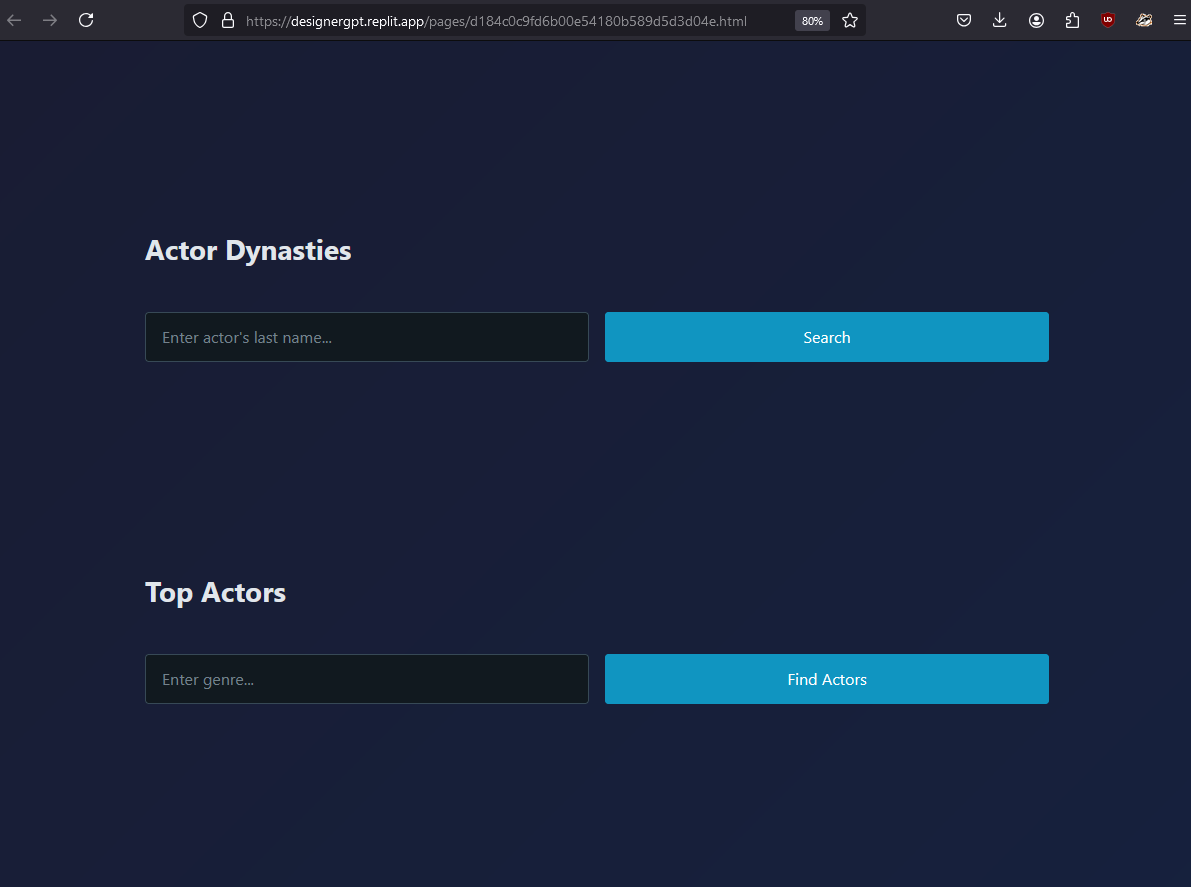 https://designergpt.replit.app/pages/d184c0c9fd6b00e54180b589d5d3d04e.html 80%
Actor Dynasties
Enter actor's last name... Search
Top Actors
Enter genre... Find Actors